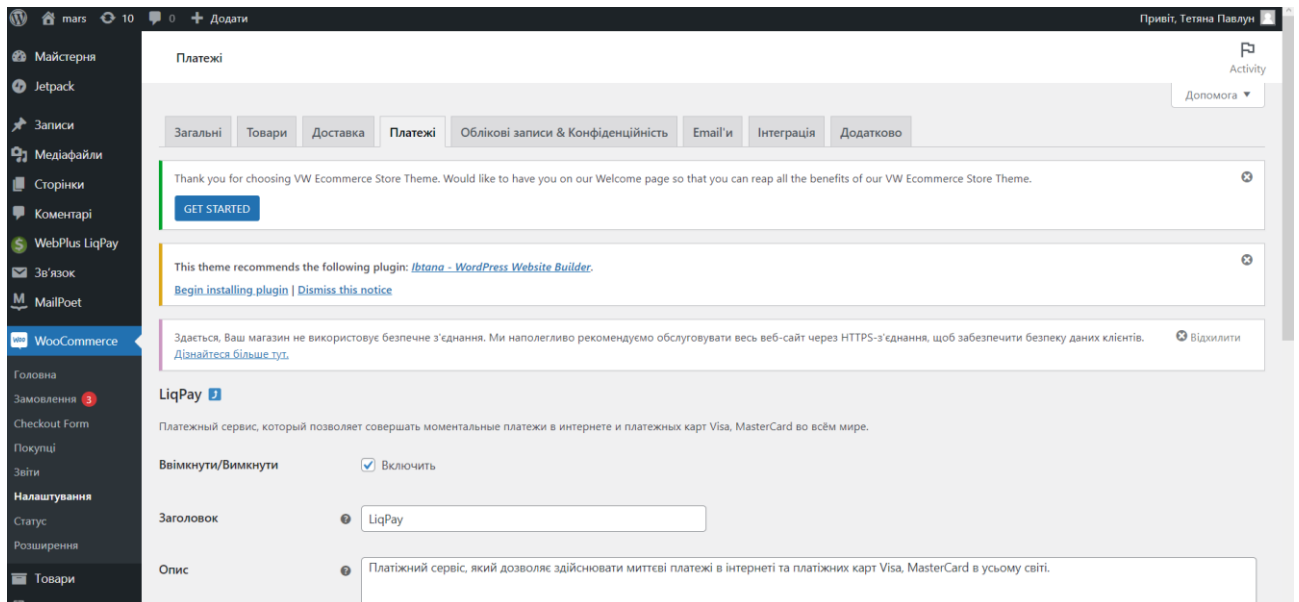 mars 10 0 Додати
Привіт, Тетяна Павлун
Майстерня
Jetpack
Записи
Медіафайли
Сторінки
Коментарі
WebPlus LiqPay
Зв'язок
MailPoet
WooCommerce
Головна
Замовлення 3
Checkout Form
Покупці
Звіти
Налаштування
Статус
Розширення
Товари
Платежі
Activity
Допомога
Загальні Товари Доставка Платежі Облікові записи & Конфіденційність Email'и Інтеграція Додатково
Thank you for choosing VW Ecommerce Store Theme. Would like to have you on our Welcome page so that you can reap all the benefits of our VW Ecommerce Store Theme.
GET STARTED
This theme recommends the following plugin: Ibtana - WordPress Website Builder.
Begin installing plugin | Dismiss this notice
Здається, Ваш магазин не використовує безпечне з'єднання. Ми наполегливо рекомендуємо обслуговувати весь веб-сайт через HTTPS-з'єднання, щоб забезпечити безпеку даних клієнтів.
Дізнайтеся більше тут.
Відхилити
LiqPay
Платежный сервис, который позволяет совершать моментальные платежи в интернете и платежных карт Visa, MasterCard во всём мире.
Ввімкнути/Вимкнути
Включить
Заголовок
LiqPay
Опис
Платіжний сервіс, який дозволяє здійснювати миттєві платежі в інтернеті та платіжних карт Visa, MasterCard в усьому світі.